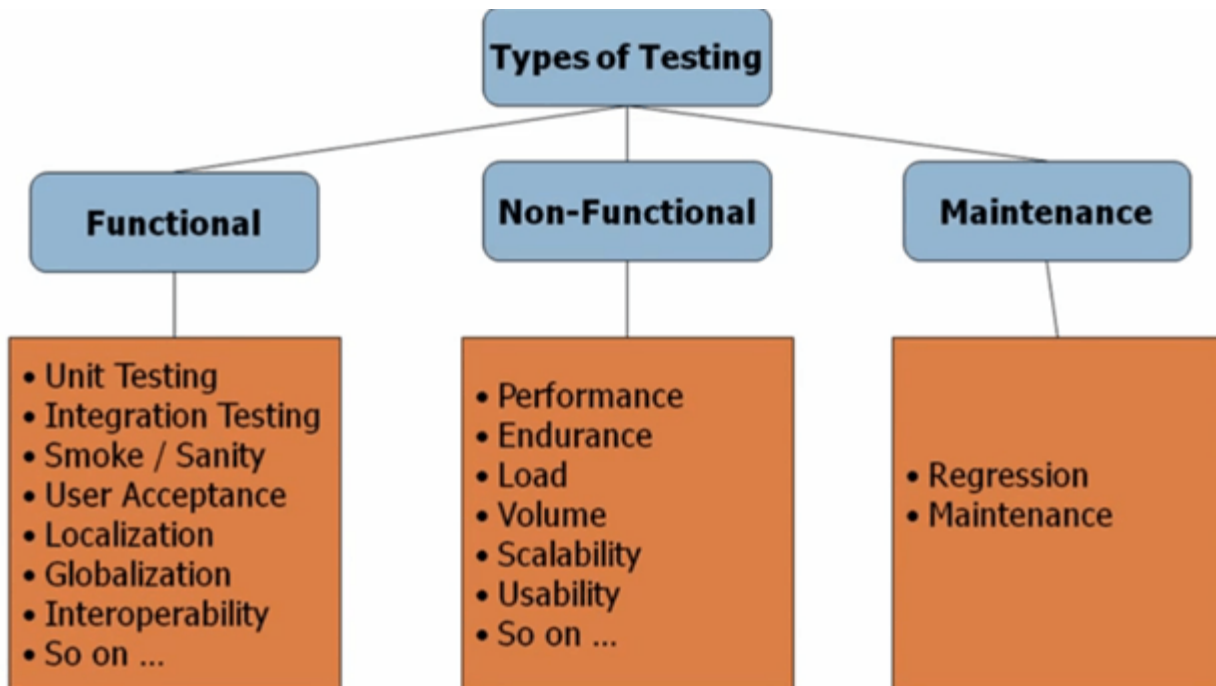 Types of Testing
Functional
Non-Functional
Maintenance
• Unit Testing
• Integration Testing
• Smoke / Sanity
• User Acceptance
• Localization
• Globalization
• Interoperability
• So on ...
• Performance
• Endurance
• Load
• Volume
• Scalability
• Usability
• So on ...
• Regression
• Maintenance